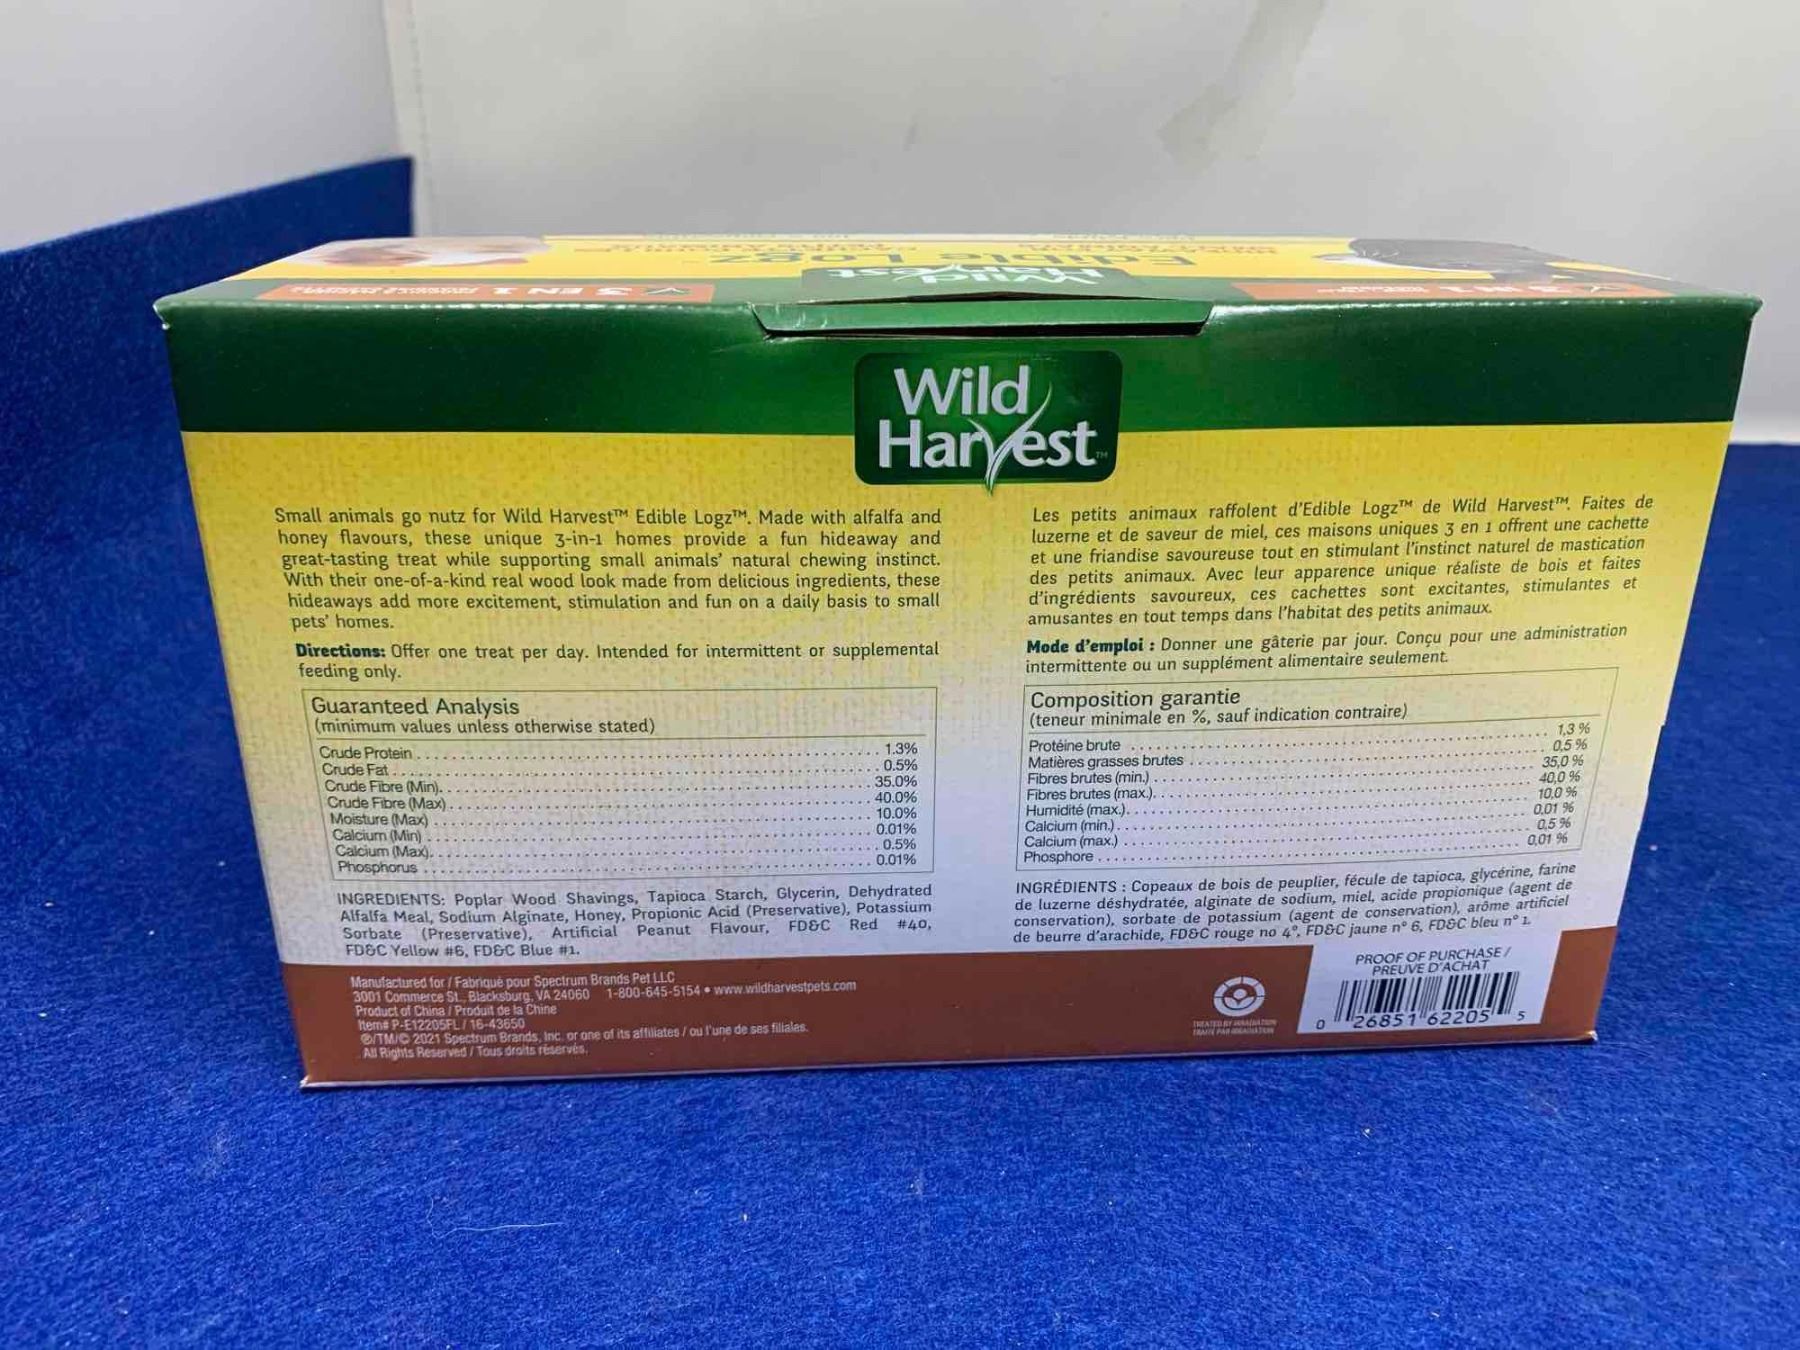 Edible Logz
Wild
Harvest
3 EN 1
3 IN 1
Wild
Harvest™
Small animals go nutz for Wild Harvest™ Edible Logz™. Made with alfalfa and
honey flavours, these unique 3-in-1 homes provide a fun hideaway and
great-tasting treat while supporting small animals' natural chewing instinct.
With their one-of-a-kind real wood look made from delicious ingredients, these
hideaways add more excitement, stimulation and fun on a daily basis to small
pets' homes.
Directions: Offer one treat per day. Intended for intermittent or supplemental
feeding only.
Guaranteed Analysis
(minimum values unless otherwise stated)
Crude Protein 1.3%
Crude Fat 0.5%
Crude Fibre (Min) 35.0%
Crude Fibre (Max) 40.0%
Moisture (Max) 10.0%
Calcium (Min) 0.01%
Calcium (Max) 0.5%
Phosphorus 0.01%
INGREDIENTS: Poplar Wood Shavings, Tapioca Starch, Glycerin, Dehydrated
Alfalfa Meal, Sodium Alginate, Honey, Propionic Acid (Preservative), Potassium
Sorbate (Preservative), Artificial Peanut Flavour, FD&C Red #40,
FD&C Yellow #6, FD&C Blue #1.
Manufactured for / Fabriqué pour Spectrum Brands Pet LLC
3001 Commerce St., Blacksburg, VA 24060 1-800-645-5154 • www.wildharvestpets.com
Product of China / Produit de la Chine
Item# P-E12205FL / 16-43650
®/TM/© 2021 Spectrum Brands, Inc. or one of its affiliates / ou l'une de ses filiales.
All Rights Reserved / Tous droits réservés.
Les petits animaux raffolent d'Edible Logz™ de Wild Harvest™. Faites de
luzerne et de saveur de miel, ces maisons uniques 3 en 1 offrent une cachette
et une friandise savoureuse tout en stimulant l'instinct naturel de mastication
des petits animaux. Avec leur apparence unique réaliste de bois et faites
d'ingrédients savoureux, ces cachettes sont excitantes, stimulantes et
amusantes en tout temps dans l'habitat des petits animaux.
Mode d'emploi : Donner une gâterie par jour. Conçu pour une administration
intermittente ou un supplément alimentaire seulement.
Composition garantie
(teneur minimale en %, sauf indication contraire)
Protéine brute 1,3 %
Matières grasses brutes 0,5 %
Fibres brutes (min.) 35,0 %
Fibres brutes (max.) 40,0 %
Humidité (max.) 10,0 %
Calcium (min.) 0,01 %
Calcium (max.) 0,5 %
Phosphore 0,01 %
INGRÉDIENTS : Copeaux de bois de peuplier, fécule de tapioca, glycérine, farine
de luzerne déshydratée, alginate de sodium, miel, acide propionique (agent de
conservation), sorbate de potassium (agent de conservation), arôme artificiel
de beurre d'arachide, FD&C rouge no 4°, FD&C jaune n° 6, FD&C bleu n° 1.
TREATED BY IRRADIATION
TRAITÉ PAR IRRADIATION
PROOF OF PURCHASE /
PREUVE D'ACHAT
0 26851 62205 5